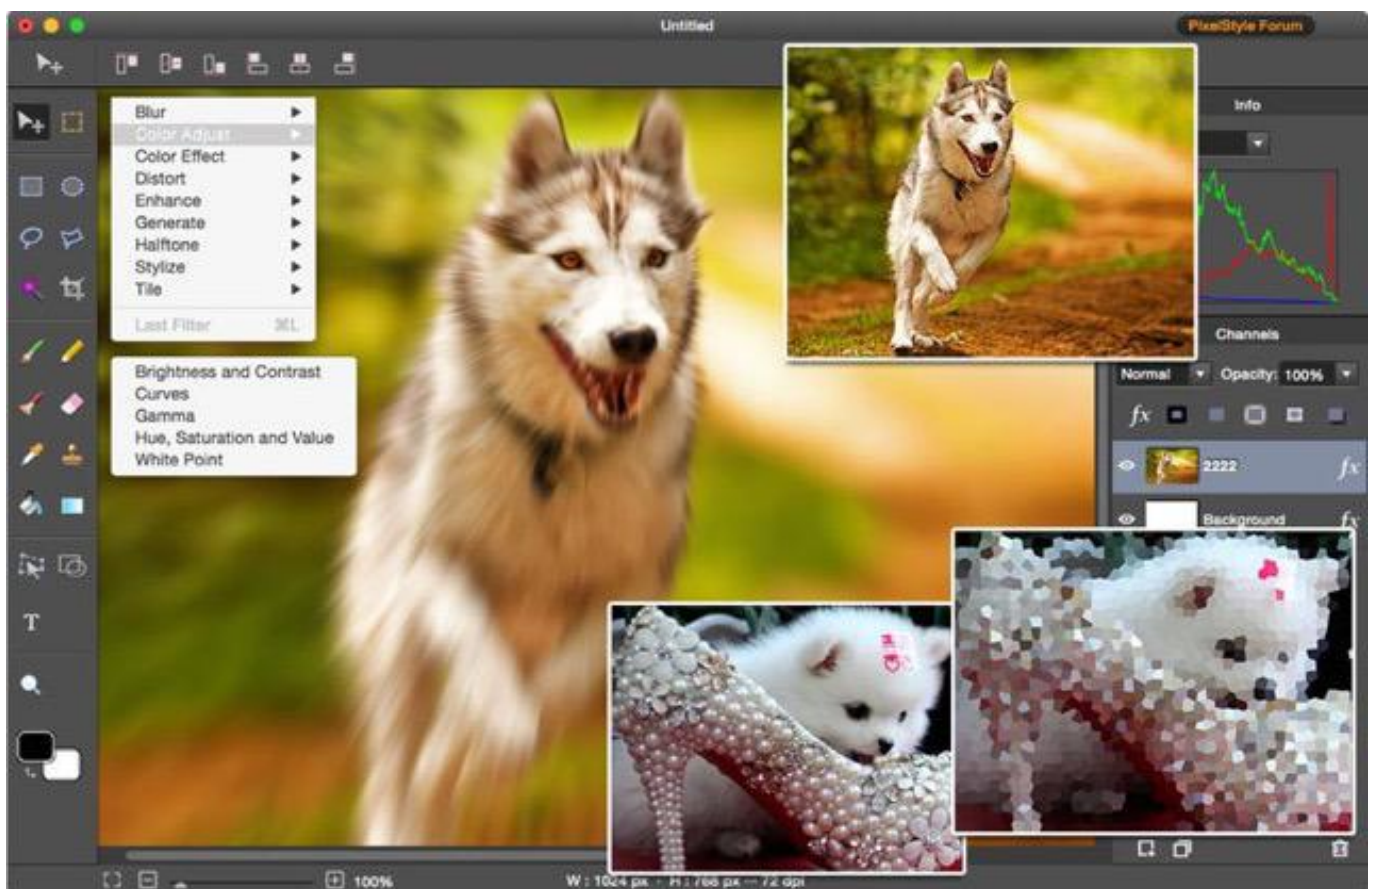 Untitled
PixelStyle Forum
Info
Blur
Color Adjust
Color Effect
Distort
Enhance
Generate
Halftone
Stylize
Tile
Last Filter ⌘L
Brightness and Contrast
Curves
Gamma
Hue, Saturation and Value
White Point
Channels
Normal Opacity: 100%
fx
2222 fx
Background fx
T
100%
W : 1024 px · H : 768 px -- 72 dpi